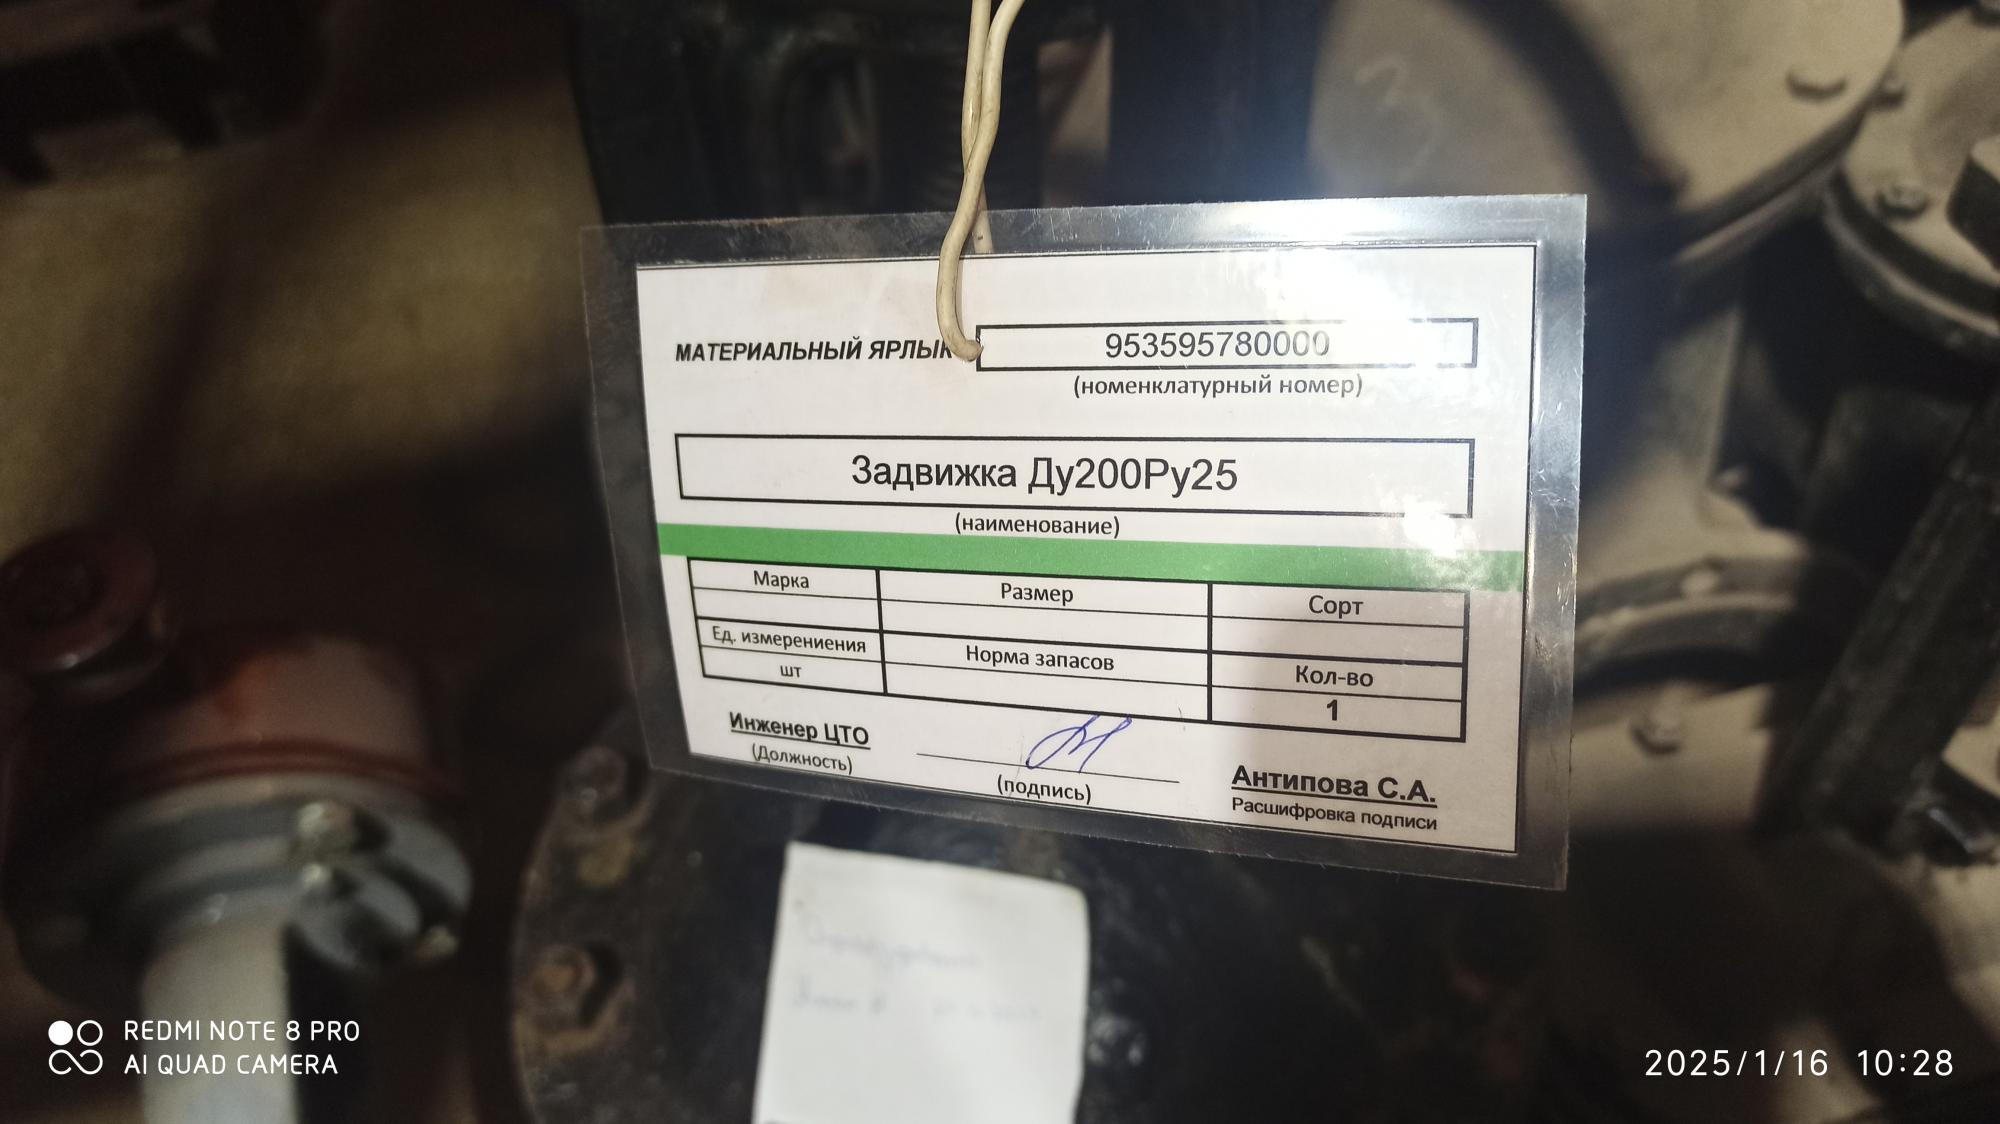 МАТЕРИАЛЬНЫЙ ЯРЛЫК 953595780000
(номенклатурный номер)
Задвижка Ду200Ру25
(наименование)
Марка Размер Сорт
Ед. измерениения Норма запасов Кол-во
шт 1
Инженер ЦТО
(Должность) (подпись) Антипова С.А.
Расшифровка подписи
REDMI NOTE 8 PRO
AI QUAD CAMERA
2025/1/16 10:28